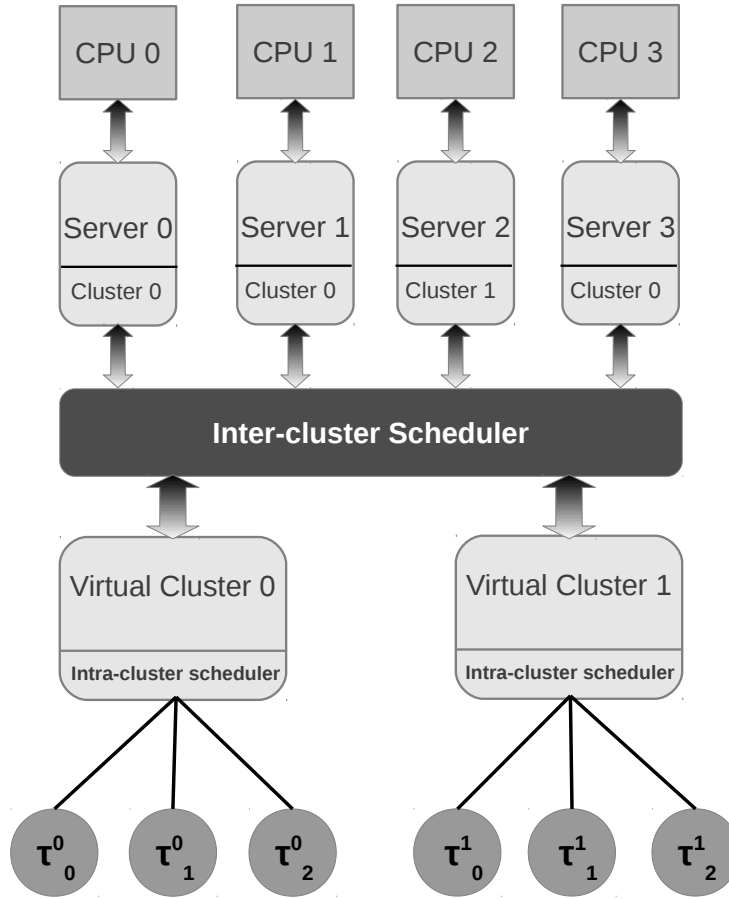 CPU 0
CPU 1
CPU 2
CPU 3
Server 0
Server 1
Server 2
Server 3
Cluster 0
Cluster 0
Cluster 1
Cluster 0
Inter-cluster Scheduler
Virtual Cluster 0
Virtual Cluster 1
Intra-cluster scheduler
Intra-cluster scheduler
τ⁰₀
τ⁰₁
τ⁰₂
τ¹₀
τ¹₁
τ¹₂